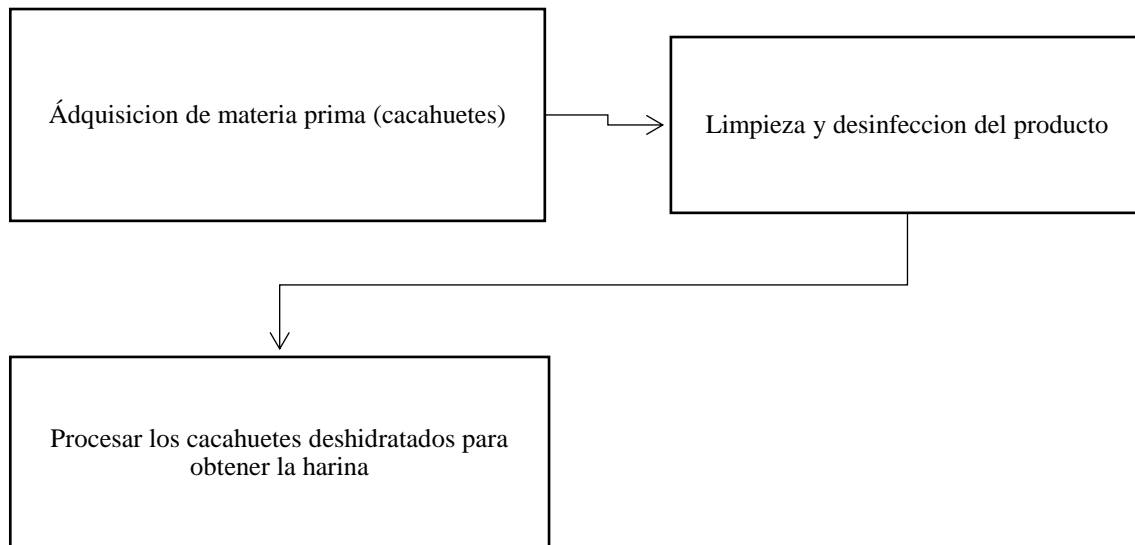 Ádquisicion de materia prima (cacahuetes)
Limpieza y desinfeccion del producto
Procesar los cacahuetes deshidratados para
obtener la harina